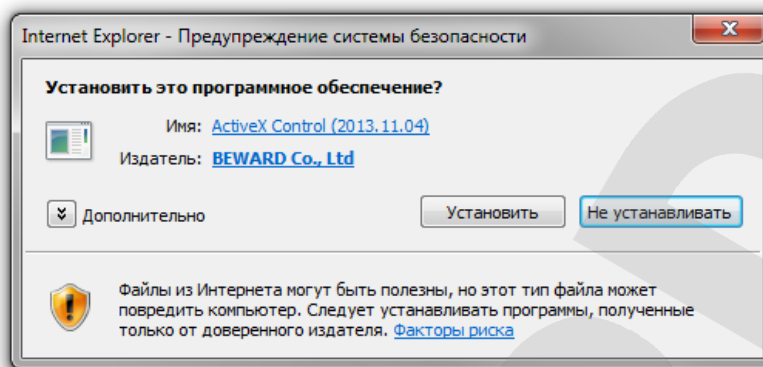 Internet Explorer - Предупреждение системы безопасности
Установить это программное обеспечение?
Имя: ActiveX Control (2013.11.04)
Издатель: BEWARD Co., Ltd
Дополнительно
Установить
Не устанавливать
Файлы из Интернета могут быть полезны, но этот тип файла может
повредить компьютер. Следует устанавливать программы, полученные
только от доверенного издателя. Факторы риска